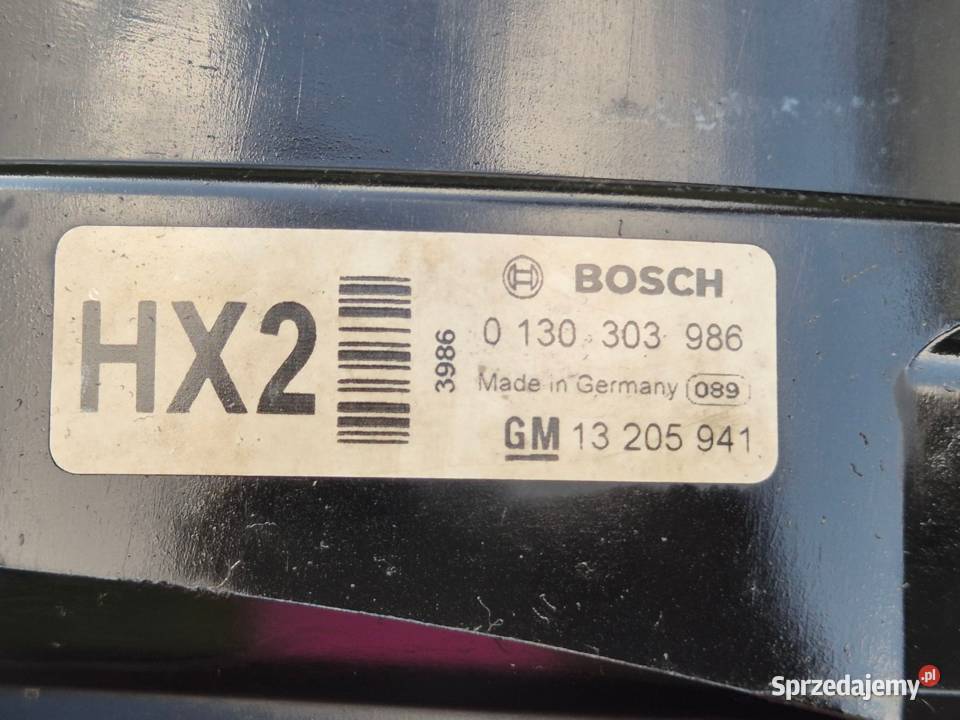 HX2
3986
BOSCH
0 130 303 986
Made in Germany 089
GM 13 205 941
Sprzedajemy.pl